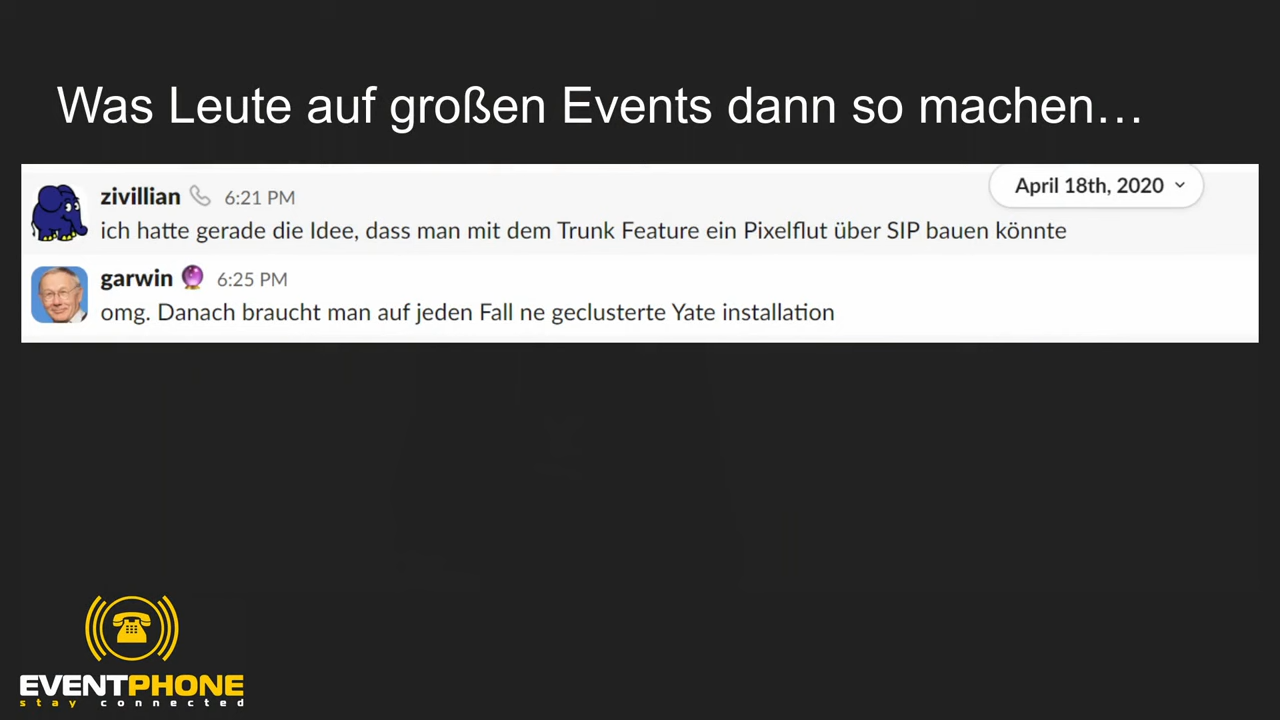 Was Leute auf großen Events dann so machen…
zivillian 6:21 PM
April 18th, 2020
ich hatte gerade die Idee, dass man mit dem Trunk Feature ein Pixelflut über SIP bauen könnte
garwin 6:25 PM
omg. Danach braucht man auf jeden Fall ne geclusterte Yate installation
EVENTPHONE
stay connected